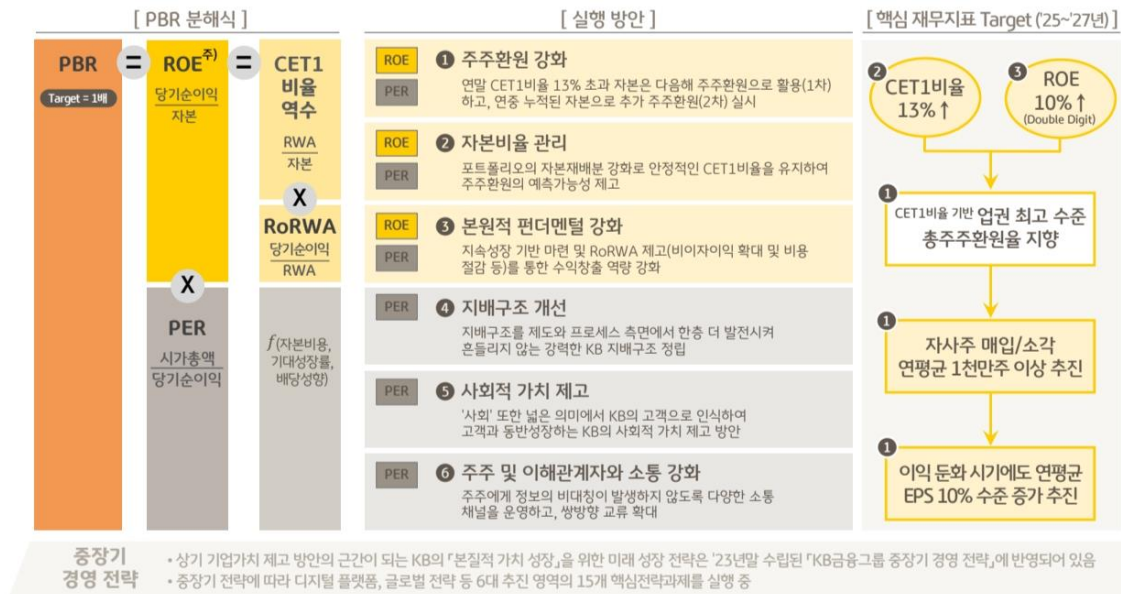 [ PBR 분해식 ]
PBR
Target = 1배
=
ROE주)
당기순이익
자본
=
CET1
비율
역수
RWA
자본
X
RoRWA
당기순이익
RWA
X
PER
시가총액
당기순이익
f(자본비용,
기대성장률,
배당성향)
[ 실행 방안 ]
ROE
PER
❶ 주주환원 강화
연말 CET1비율 13% 초과 자본은 다음해 주주환원으로 활용(1차)
하고, 연중 누적된 자본으로 추가 주주환원(2차) 실시
ROE
PER
❷ 자본비율 관리
포트폴리오의 자본재배분 강화로 안정적인 CET1비율을 유지하여
주주환원의 예측가능성 제고
ROE
PER
❸ 본원적 펀더멘털 강화
지속성장 기반 마련 및 RoRWA 제고(비이자이익 확대 및 비용
절감 등)를 통한 수익창출 역량 강화
PER
❹ 지배구조 개선
지배구조를 제도와 프로세스 측면에서 한층 더 발전시켜
흔들리지 않는 강력한 KB 지배구조 정립
PER
❺ 사회적 가치 제고
'사회' 또한 넓은 의미에서 KB의 고객으로 인식하여
고객과 동반성장하는 KB의 사회적 가치 제고 방안
PER
❻ 주주 및 이해관계자와 소통 강화
주주에게 정보의 비대칭이 발생하지 않도록 다양한 소통
채널을 운영하고, 쌍방향 교류 확대
[ 핵심 재무지표 Target ('25~'27년) ]
❷
CET1비율
13%↑
❸
ROE
10%↑
(Double Digit)
❶
CET1비율 기반 업권 최고 수준
총주주환원율 지향
❶
자사주 매입/소각
연평균 1천만주 이상 추진
❶
이익 둔화 시기에도 연평균
EPS 10% 수준 증가 추진
중장기
경영 전략
• 상기 기업가치 제고 방안의 근간이 되는 KB의 「본질적 가치 성장」을 위한 미래 성장 전략은 '23년말 수립된 「KB금융그룹 중장기 경영 전략」에 반영되어 있음
• 중장기 전략에 따라 디지털 플랫폼, 글로벌 전략 등 6대 추진 영역의 15개 핵심전략과제를 실행 중